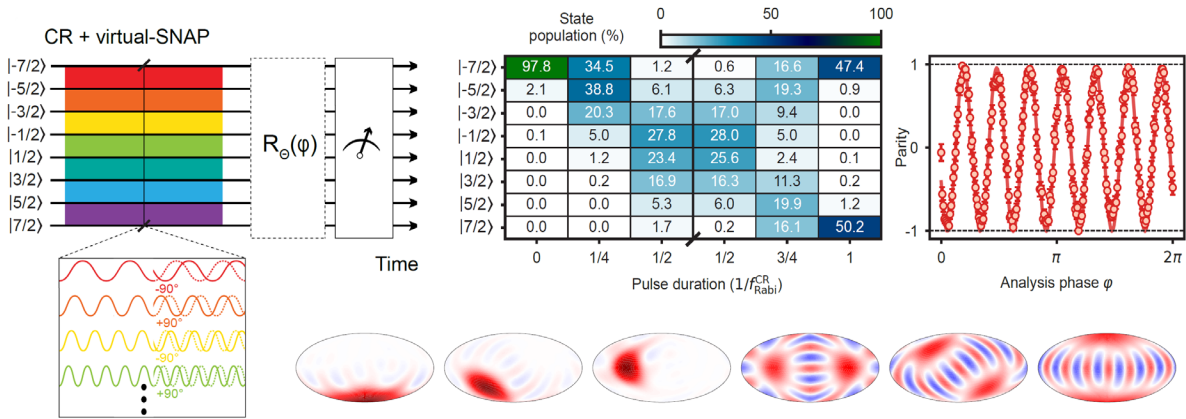 CR + virtual-SNAP
|-7/2⟩
|-5/2⟩
|-3/2⟩
|-1/2⟩
|1/2⟩
|3/2⟩
|5/2⟩
|7/2⟩
R_Θ(φ)
Time
-90°
+90°
-90°
+90°
State
population (%)
0 50 100
|-7/2⟩ 97.8 34.5 1.2 0.6 16.6 47.4
|-5/2⟩ 2.1 38.8 6.1 6.3 19.3 0.9
|-3/2⟩ 0.0 20.3 17.6 17.0 9.4 0.0
|-1/2⟩ 0.1 5.0 27.8 28.0 5.0 0.0
|1/2⟩ 0.0 1.2 23.4 25.6 2.4 0.1
|3/2⟩ 0.0 0.2 16.9 16.3 11.3 0.2
|5/2⟩ 0.0 0.0 5.3 6.0 19.9 1.2
|7/2⟩ 0.0 0.0 1.7 0.2 16.1 50.2
0 1/4 1/2 1/2 3/4 1
Pulse duration (1/f^CR_Rabi)
Parity
1
0
-1
0 π 2π
Analysis phase φ